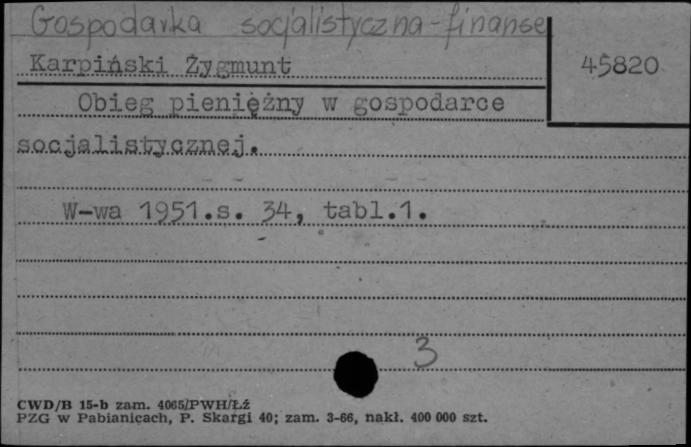 Gospodarka socjalistyczna-finanse
Karpiński Zygmunt 45820
Obieg pieniężny w gospodarce
socjalistycznej.
W-wa 1951.s. 34, tabl.1.
3
CWD/B 15-b zam. 4065/PWH/Łź
PZG w Pabianicach, P. Skargi 40; zam. 3-66, nakł. 400 000 szt.